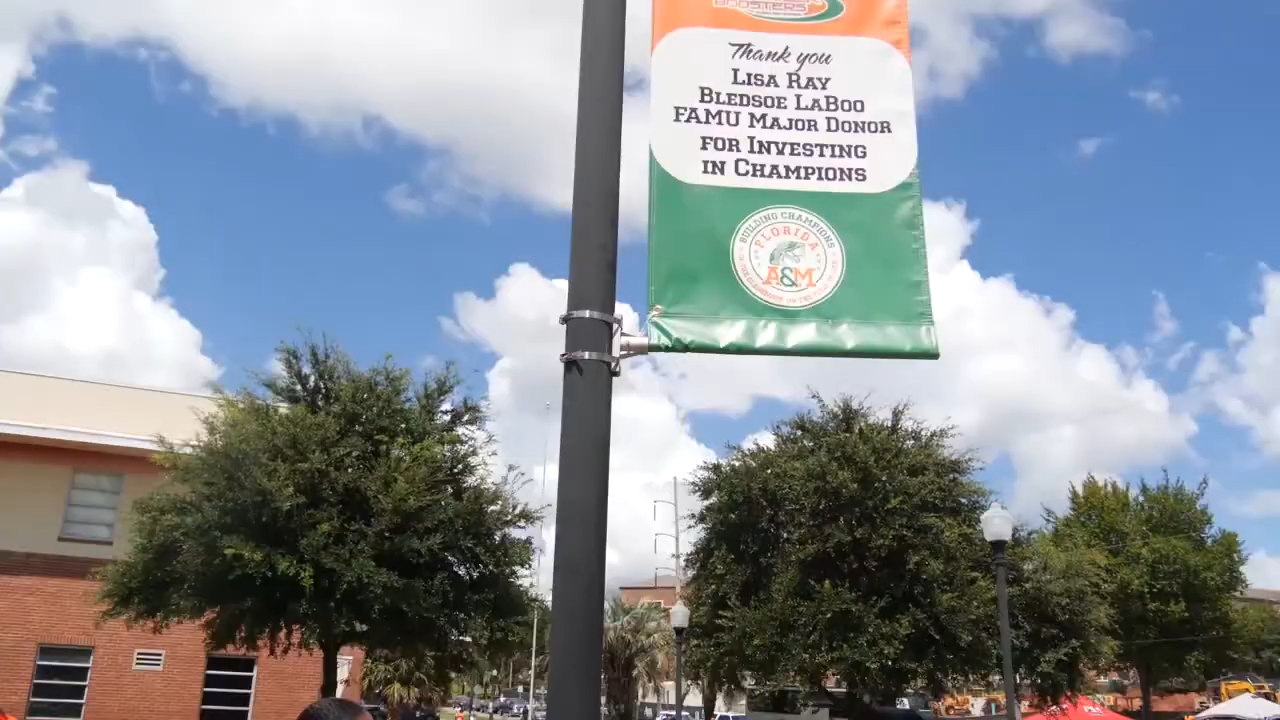 BOOSTERS
Thank you
LISA RAY
BLEDSOE LABOO
FAMU MAJOR DONOR
FOR INVESTING
IN CHAMPIONS
BUILDING CHAMPIONS
FLORIDA
A&M